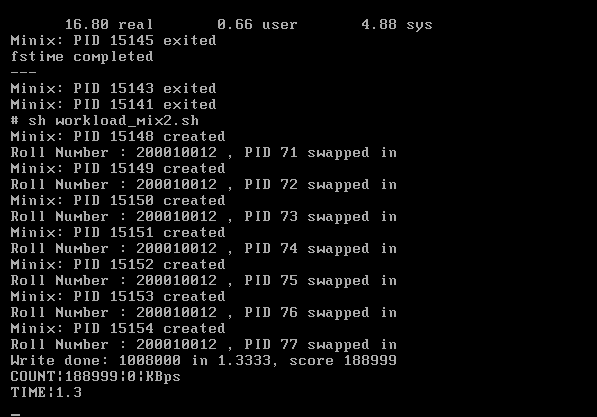 16.80 real 0.66 user 4.88 sys
Minix: PID 15145 exited
fstime completed
---
Minix: PID 15143 exited
Minix: PID 15141 exited
# sh workload_mix2.sh
Minix: PID 15148 created
Roll Number : 200010012 , PID 71 swapped in
Minix: PID 15149 created
Roll Number : 200010012 , PID 72 swapped in
Minix: PID 15150 created
Roll Number : 200010012 , PID 73 swapped in
Minix: PID 15151 created
Roll Number : 200010012 , PID 74 swapped in
Minix: PID 15152 created
Roll Number : 200010012 , PID 75 swapped in
Minix: PID 15153 created
Roll Number : 200010012 , PID 76 swapped in
Minix: PID 15154 created
Roll Number : 200010012 , PID 77 swapped in
Write done: 1008000 in 1.3333, score 188999
COUNT|188999|0|KBps
TIME|1.3